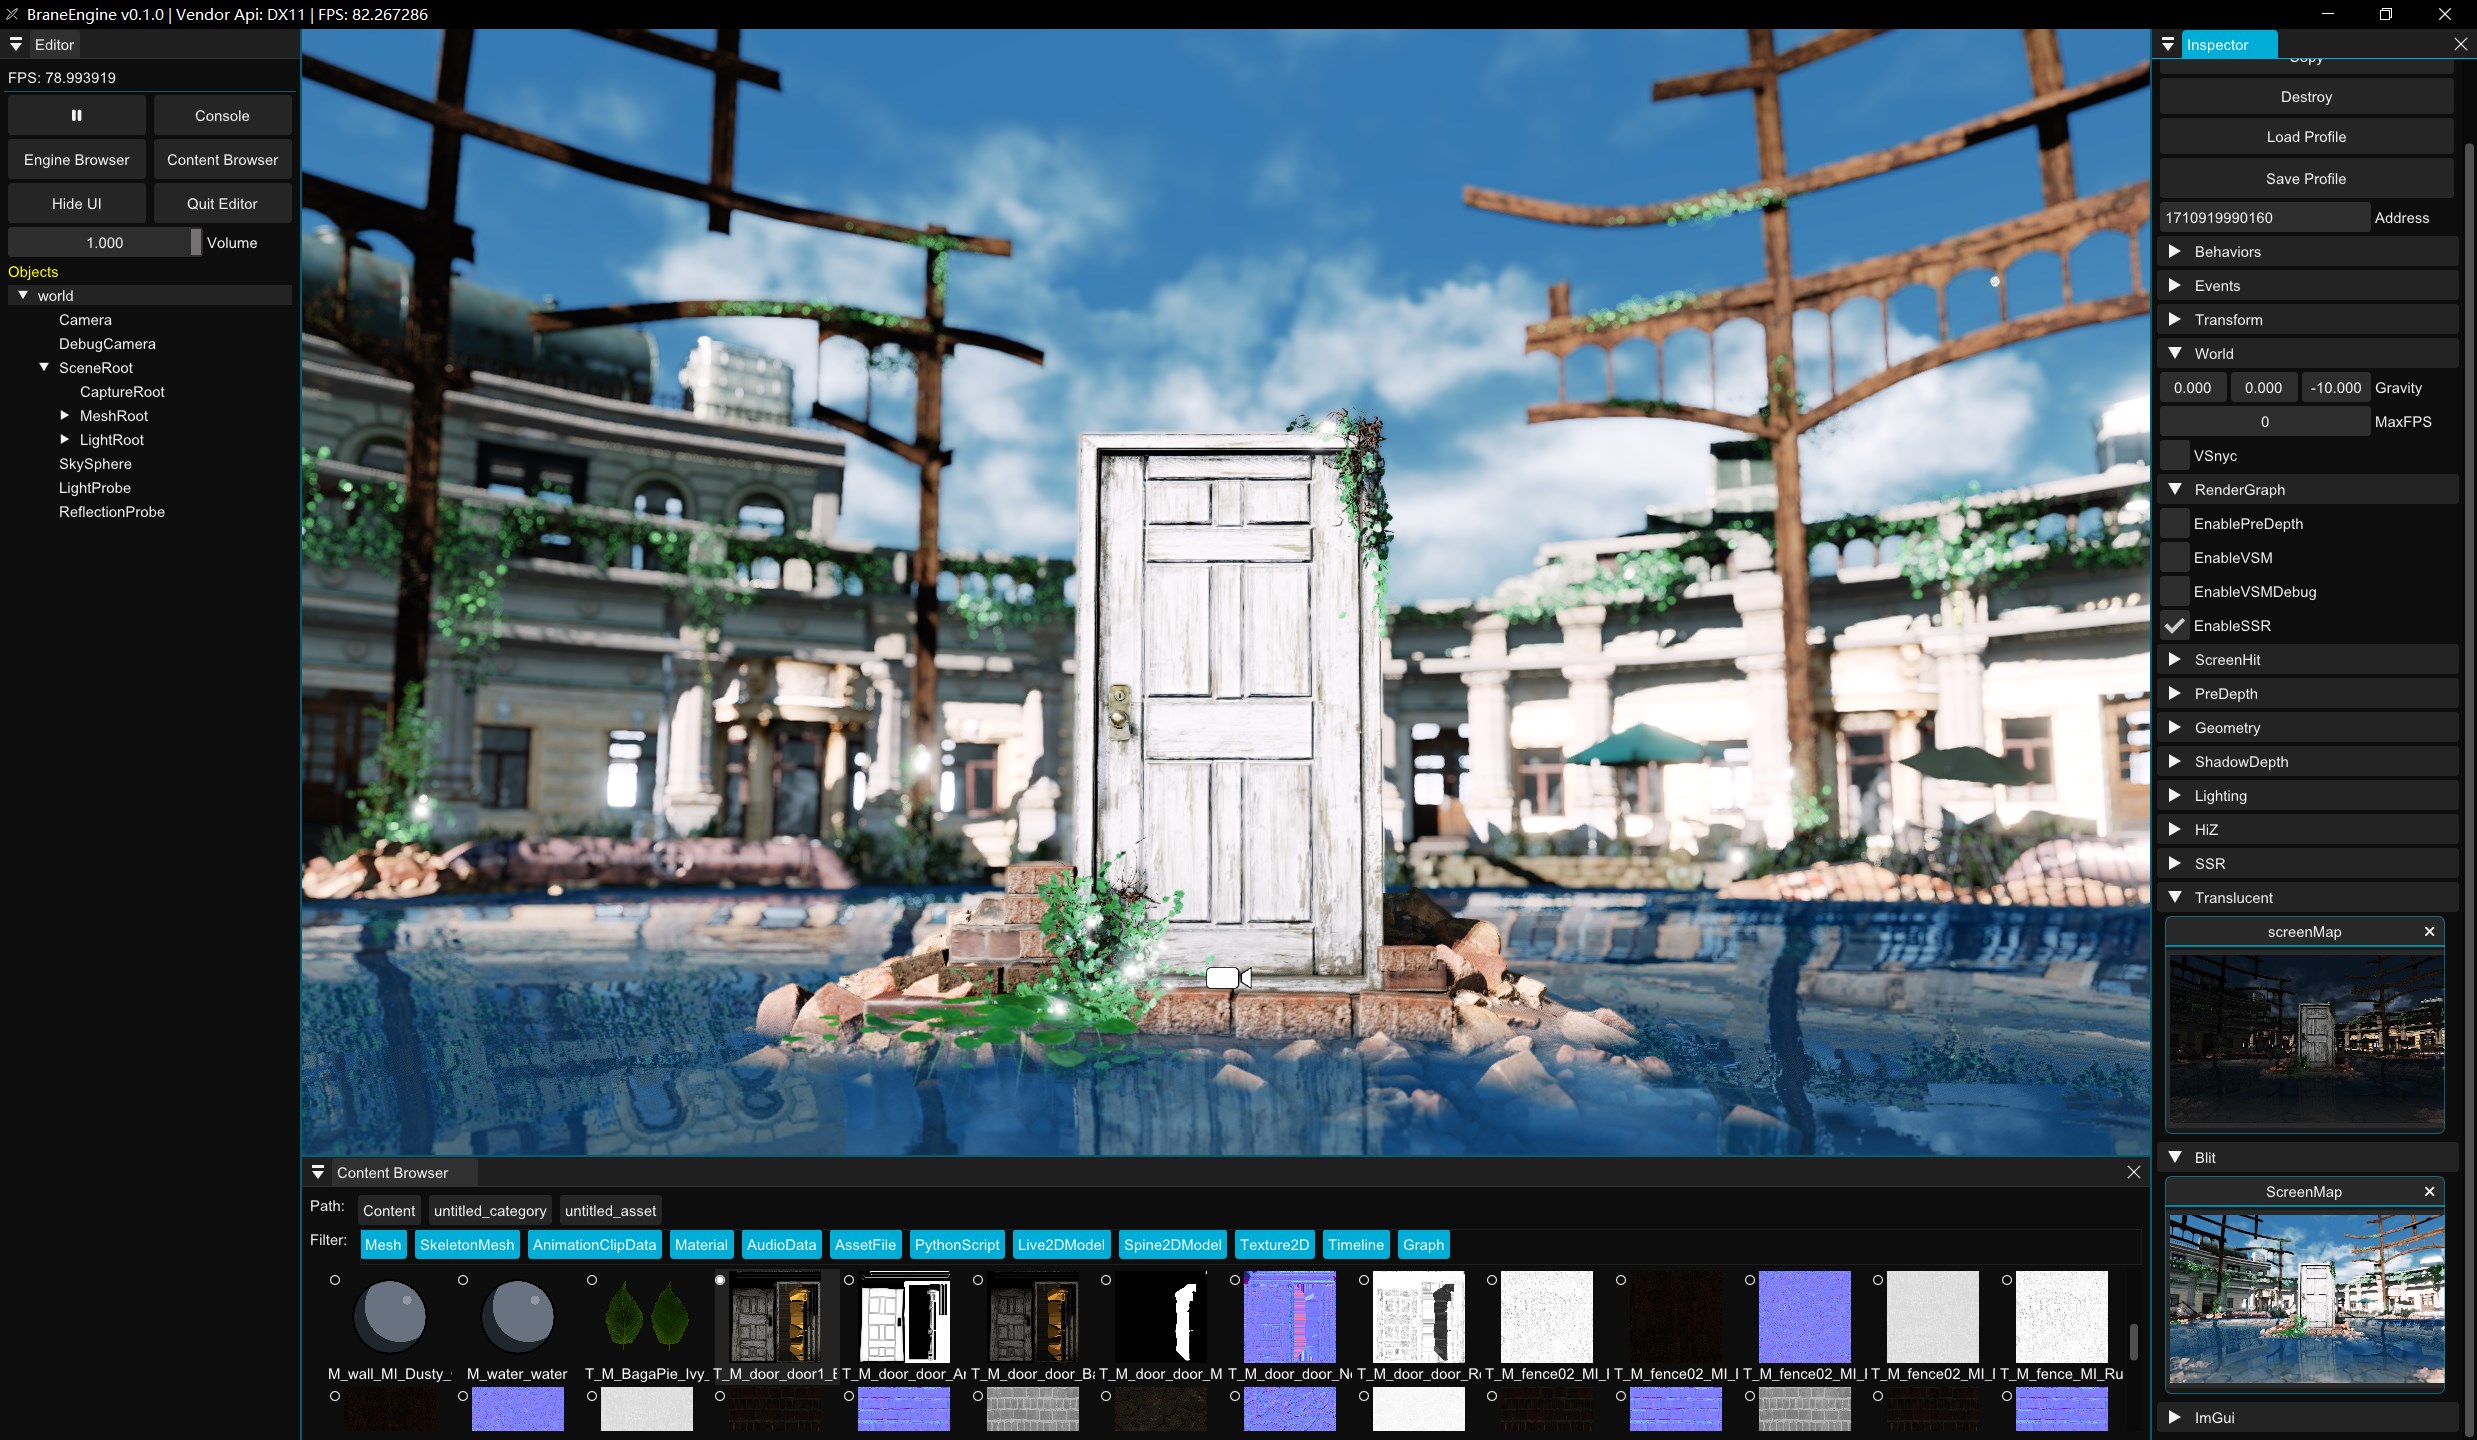 BraneEngine v0.1.0 | Vendor Api: DX11 | FPS: 82.267286
Editor
FPS: 78.993919
Console
Engine Browser
Content Browser
Hide UI
Quit Editor
1.000 Volume
Objects
world
Camera
DebugCamera
SceneRoot
CaptureRoot
MeshRoot
LightRoot
SkySphere
LightProbe
ReflectionProbe
Content Browser
Path: Content untitled_category untitled_asset
Filter: Mesh SkeletonMesh AnimationClipData Material AudioData AssetFile PythonScript Live2DModel Spine2DModel Texture2D Timeline Graph
M_wall_MI_Dusty_ M_water_water T_M_BagaPie_Ivy_ T_M_door_door1_E T_M_door_door_Ar T_M_door_door_Ba T_M_door_door_M T_M_door_door_No T_M_door_door_Ro T_M_fence02_MI_I T_M_fence02_MI_I T_M_fence02_MI_I T_M_fence02_MI_I T_M_fence_MI_Ru
Inspector
Copy
Destroy
Load Profile
Save Profile
1710919990160 Address
Behaviors
Events
Transform
World
0.000 0.000 -10.000 Gravity
0 MaxFPS
VSnyc
RenderGraph
EnablePreDepth
EnableVSM
EnableVSMDebug
EnableSSR
ScreenHit
PreDepth
Geometry
ShadowDepth
Lighting
HiZ
SSR
Translucent
screenMap
Blit
ScreenMap
ImGui